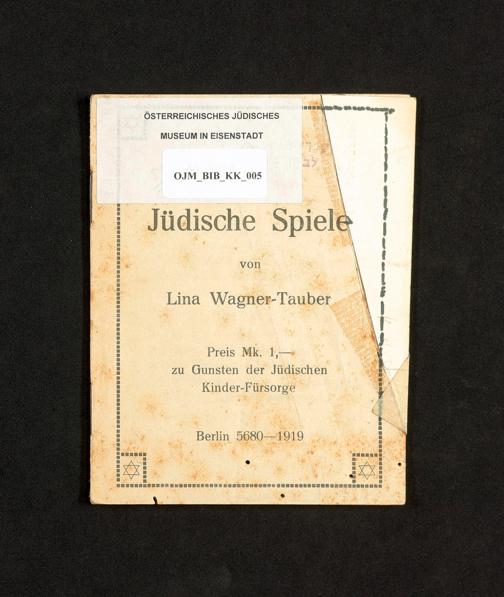 ÖSTERREICHISCHES JÜDISCHES
MUSEUM IN EISENSTADT
OJM_BIB_KK_005
Jüdische Spiele
von
Lina Wagner-Tauber
Preis Mk. 1,—
zu Gunsten der Jüdischen
Kinder-Fürsorge
Berlin 5680—1919